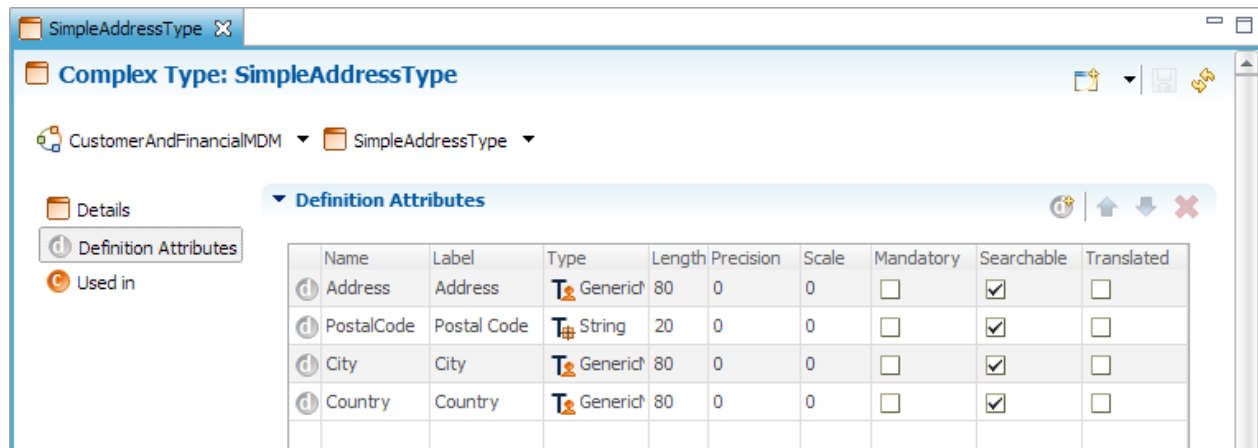 SimpleAddressType
Complex Type: SimpleAddressType
CustomerAndFinancialMDM SimpleAddressType
Details
Definition Attributes
Used in
Definition Attributes
Name Label Type Length Precision Scale Mandatory Searchable Translated
Address Address 80 0 0
PostalCode Postal Code String 20 0 0
City City 80 0 0
Country Country 80 0 0